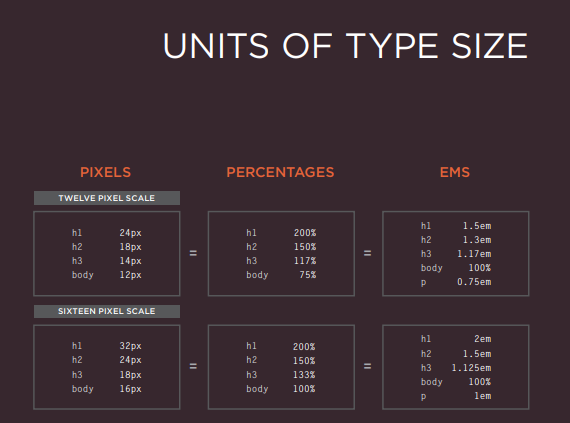 UNITS OF TYPE SIZE
PIXELS
PERCENTAGES
EMS
TWELVE PIXEL SCALE
h1 24px
h2 18px
h3 14px
body 12px
=
h1 200%
h2 150%
h3 117%
body 75%
=
h1 1.5em
h2 1.3em
h3 1.17em
body 100%
p 0.75em
SIXTEEN PIXEL SCALE
h1 32px
h2 24px
h3 18px
body 16px
=
h1 200%
h2 150%
h3 133%
body 100%
=
h1 2em
h2 1.5em
h3 1.125em
body 100%
p 1em